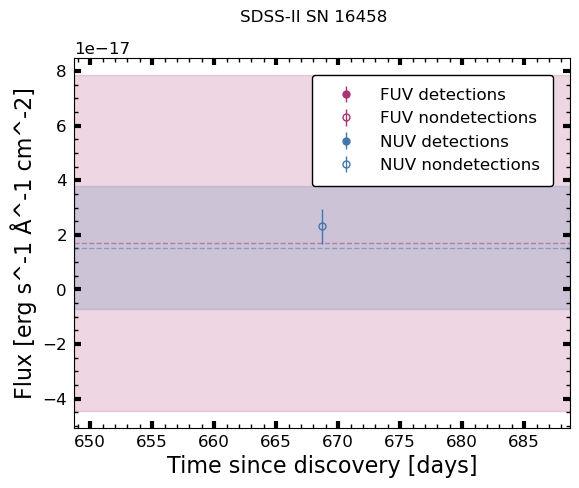 SDSS-II SN 16458
1e−17
8
6
4
2
0
−2
−4
FUV detections
FUV nondetections
NUV detections
NUV nondetections
Flux [erg s^-1 Å^-1 cm^-2]
650 655 660 665 670 675 680 685
Time since discovery [days]